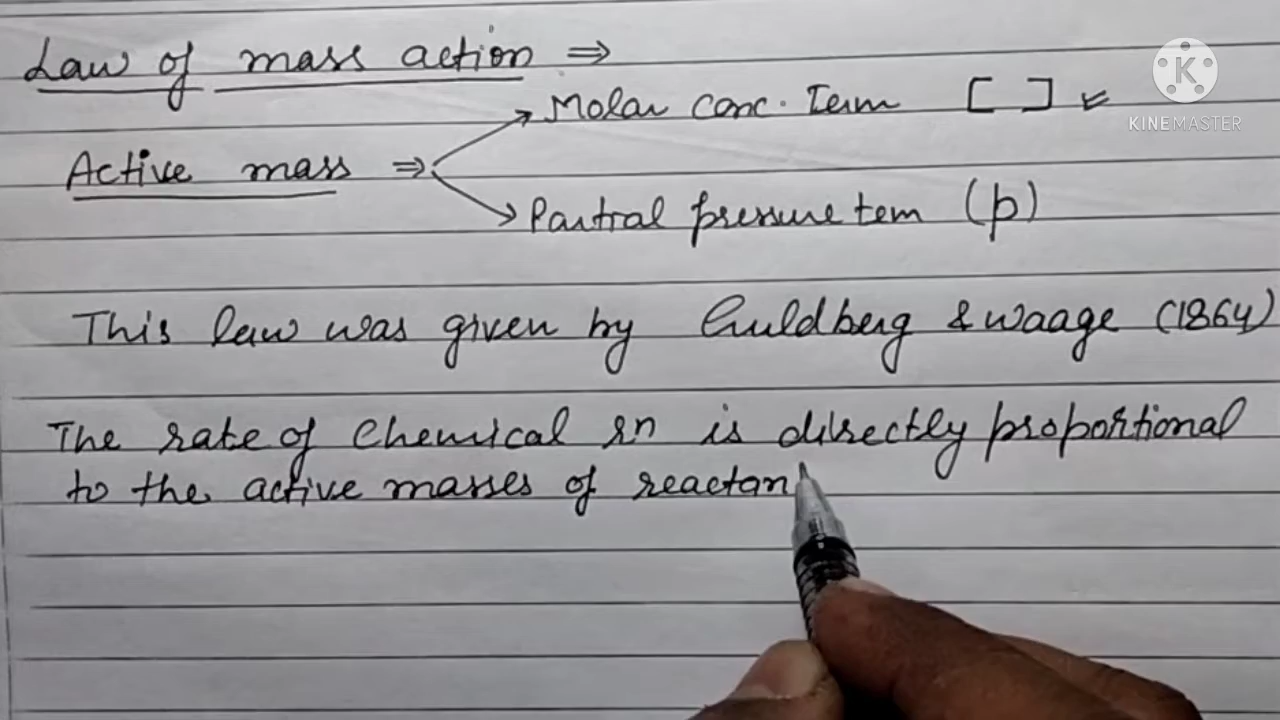 Law of mass action ⇒
Molar conc. Term [ ]
Active mass ⇒
Partial pressure tem (p)
This law was given by Guldberg & waage (1864)
The rate of Chemical rn is directly proportional
to the active masses of reactan
K
KINEMASTER